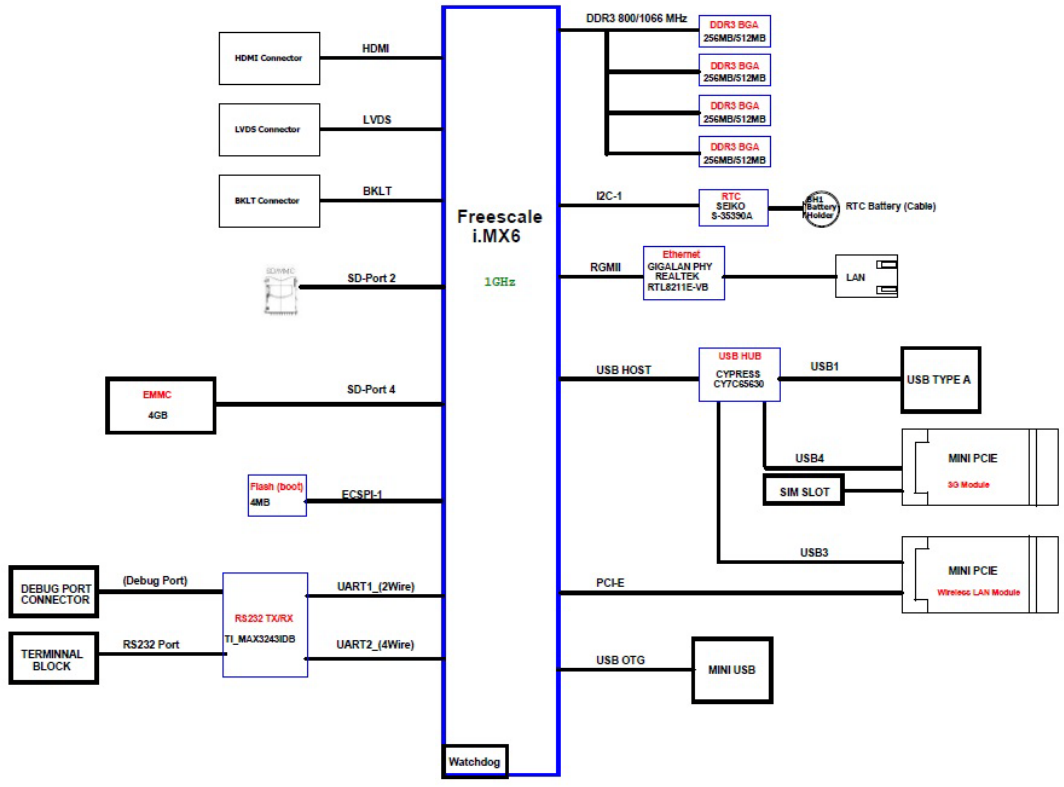 DDR3 800/1066 MHz
DDR3 BGA
256MB/512MB
DDR3 BGA
256MB/512MB
DDR3 BGA
256MB/512MB
DDR3 BGA
256MB/512MB
HDMI Connector
HDMI
LVDS Connector
LVDS
BKLT Connector
BKLT
Freescale
i.MX6
1GHz
I2C-1
RTC
SEIKO
S-35390A
BH1
Battery
Holder
RTC Battery (Cable)
RGMII
Ethernet
GIGALAN PHY
REALTEK
RTL8211E-VB
LAN
SD/MMC
SD-Port 2
USB HOST
USB HUB
CYPRESS
CY7C65630
USB1
USB TYPE A
EMMC
4GB
SD-Port 4
USB4
MINI PCIE
3G Module
SIM SLOT
Flash (boot)
4MB
ECSPI-1
USB3
MINI PCIE
Wireless LAN Module
PCI-E
DEBUG PORT
CONNECTOR
(Debug Port)
RS232 TX/RX
TI_MAX3243IDB
UART1_(2Wire)
TERMINNAL
BLOCK
RS232 Port
UART2_(4Wire)
USB OTG
MINI USB
Watchdog